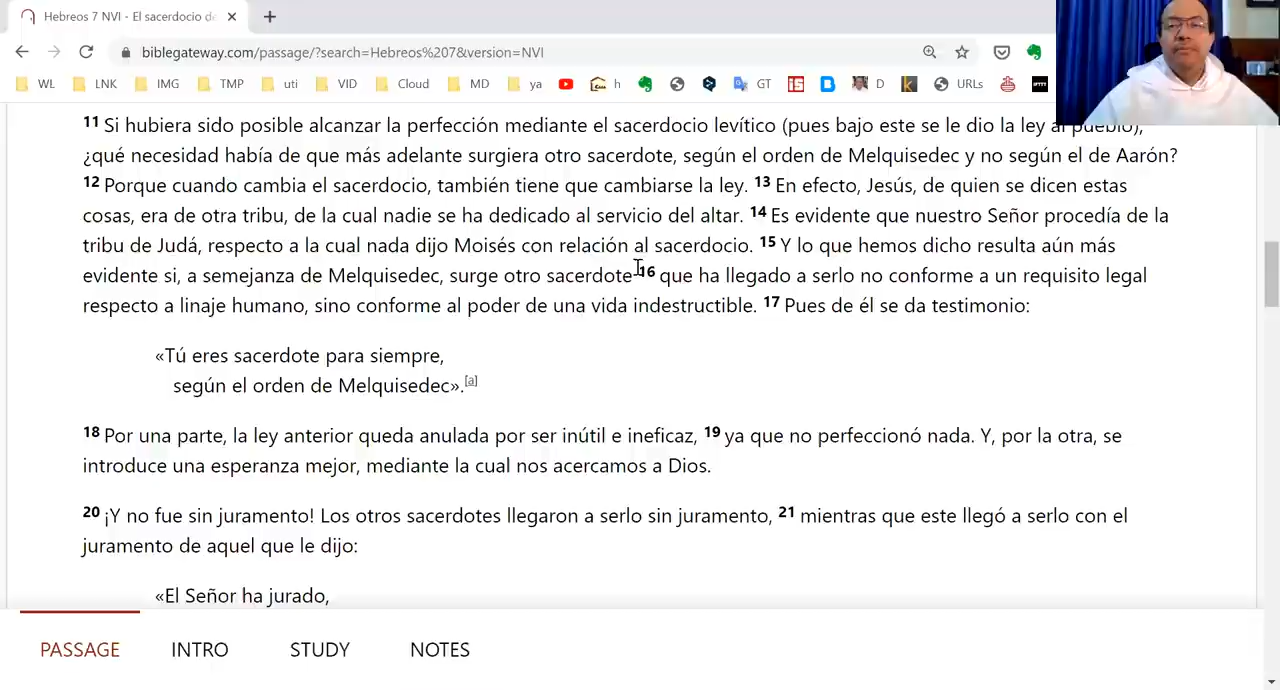 Hebreos 7 NVI - El sacerdocio de
biblegateway.com/passage/?search=Hebreos%207&version=NVI
WL LNK IMG TMP uti VID Cloud MD ya h GT D URLs
11 Si hubiera sido posible alcanzar la perfección mediante el sacerdocio levítico (pues bajo este se le dio la ley al pueblo),
¿qué necesidad había de que más adelante surgiera otro sacerdote, según el orden de Melquisedec y no según el de Aarón?
12 Porque cuando cambia el sacerdocio, también tiene que cambiarse la ley. 13 En efecto, Jesús, de quien se dicen estas
cosas, era de otra tribu, de la cual nadie se ha dedicado al servicio del altar. 14 Es evidente que nuestro Señor procedía de la
tribu de Judá, respecto a la cual nada dijo Moisés con relación al sacerdocio. 15 Y lo que hemos dicho resulta aún más
evidente si, a semejanza de Melquisedec, surge otro sacerdote 16 que ha llegado a serlo no conforme a un requisito legal
respecto a linaje humano, sino conforme al poder de una vida indestructible. 17 Pues de él se da testimonio:
«Tú eres sacerdote para siempre,
según el orden de Melquisedec».[a]
18 Por una parte, la ley anterior queda anulada por ser inútil e ineficaz, 19 ya que no perfeccionó nada. Y, por la otra, se
introduce una esperanza mejor, mediante la cual nos acercamos a Dios.
20 ¡Y no fue sin juramento! Los otros sacerdotes llegaron a serlo sin juramento, 21 mientras que este llegó a serlo con el
juramento de aquel que le dijo:
«El Señor ha jurado,
PASSAGE INTRO STUDY NOTES